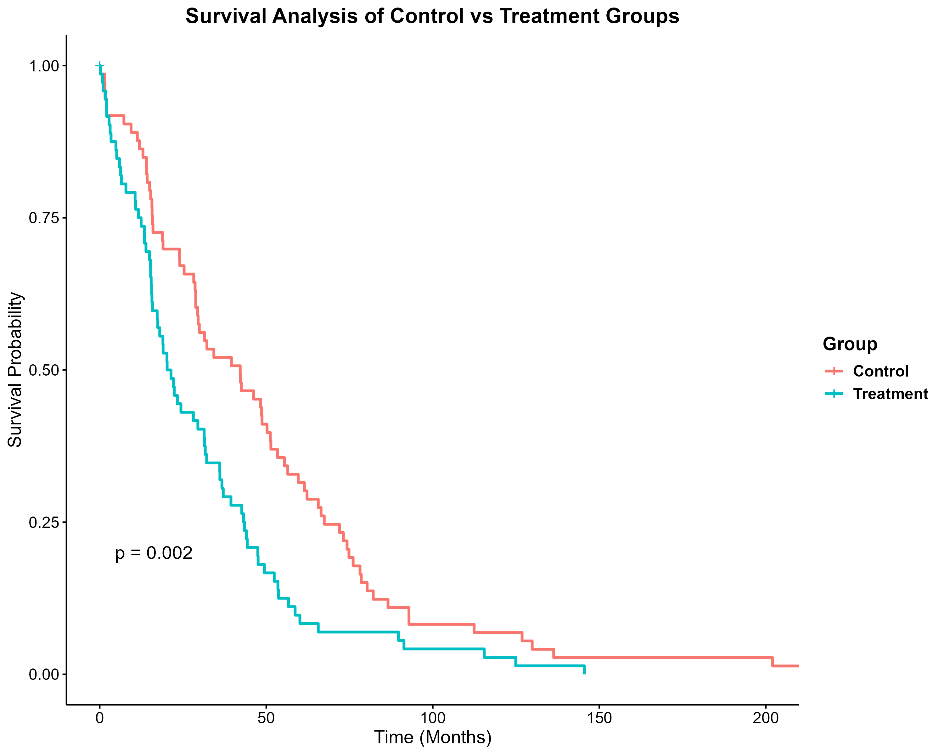 Survival Analysis of Control vs Treatment Groups
1.00
0.75
0.50
0.25
0.00
Survival Probability
p = 0.002
0
50
100
150
200
Time (Months)
Group
Control
Treatment